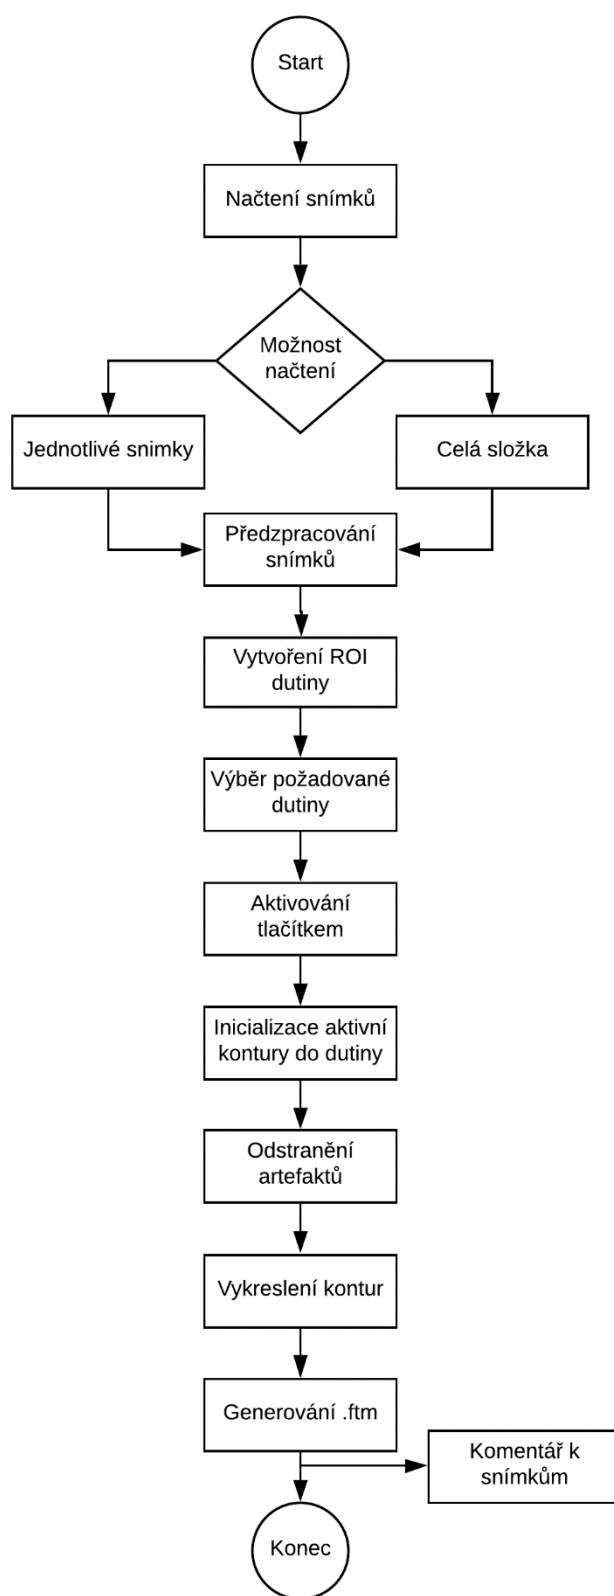 Start
Načtení snímků
Možnost
načtení
Jednotlivé snimky
Celá složka
Předzpracování
snímků
Vytvoření ROI
dutiny
Výběr požadované
dutiny
Aktivování
tlačítkem
Inicializace aktivní
kontury do dutiny
Odstranění
artefaktů
Vykreslení kontur
Generování .ftm
Komentář k
snímkům
Konec